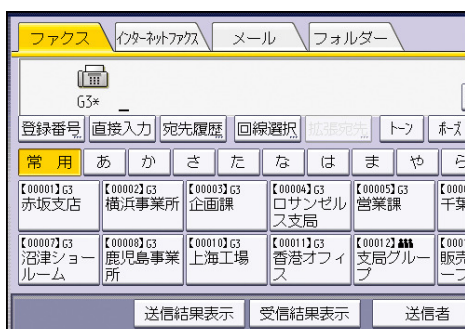 ファクス インターネットファクス メール フォルダー
G3* _
登録番号 直接入力 宛先履歴 回線選択 拡張宛先 トーン ポーズ
常用 あ か さ た な は ま や ら
【00001】G3 【00002】G3 【00003】G3 【00004】G3 【00005】G3
赤坂支店 横浜事業所 企画課 ロサンゼル 営業課 千葉
ス支局
【00007】G3 【00008】G3 【00010】G3 【00011】G3 【00012】
沼津ショー 鹿児島事業 上海工場 香港オフィ 支局グルー 販売
ルーム 所 ス プ
送信結果表示 受信結果表示 送信者